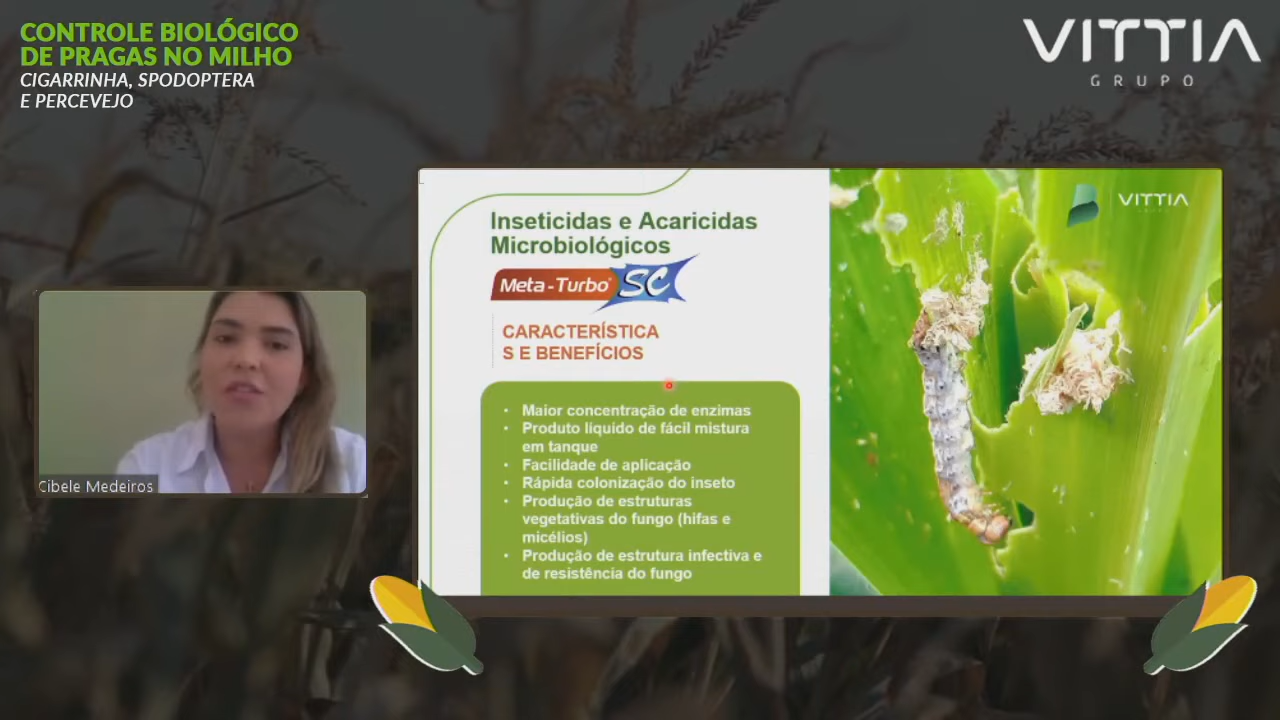 CONTROLE BIOLÓGICO
DE PRAGAS NO MILHO
CIGARRINHA, SPODOPTERA
E PERCEVEJO
VITTIA
GRUPO
Inseticidas e Acaricidas
Microbiológicos
Meta-Turbo® SC
CARACTERÍSTICA
S E BENEFÍCIOS
• Maior concentração de enzimas
• Produto líquido de fácil mistura
em tanque
• Facilidade de aplicação
• Rápida colonização do inseto
• Produção de estruturas
vegetativas do fungo (hifas e
micélios)
• Produção de estrutura infectiva e
de resistência do fungo
VITTIA
Cibele Medeiros